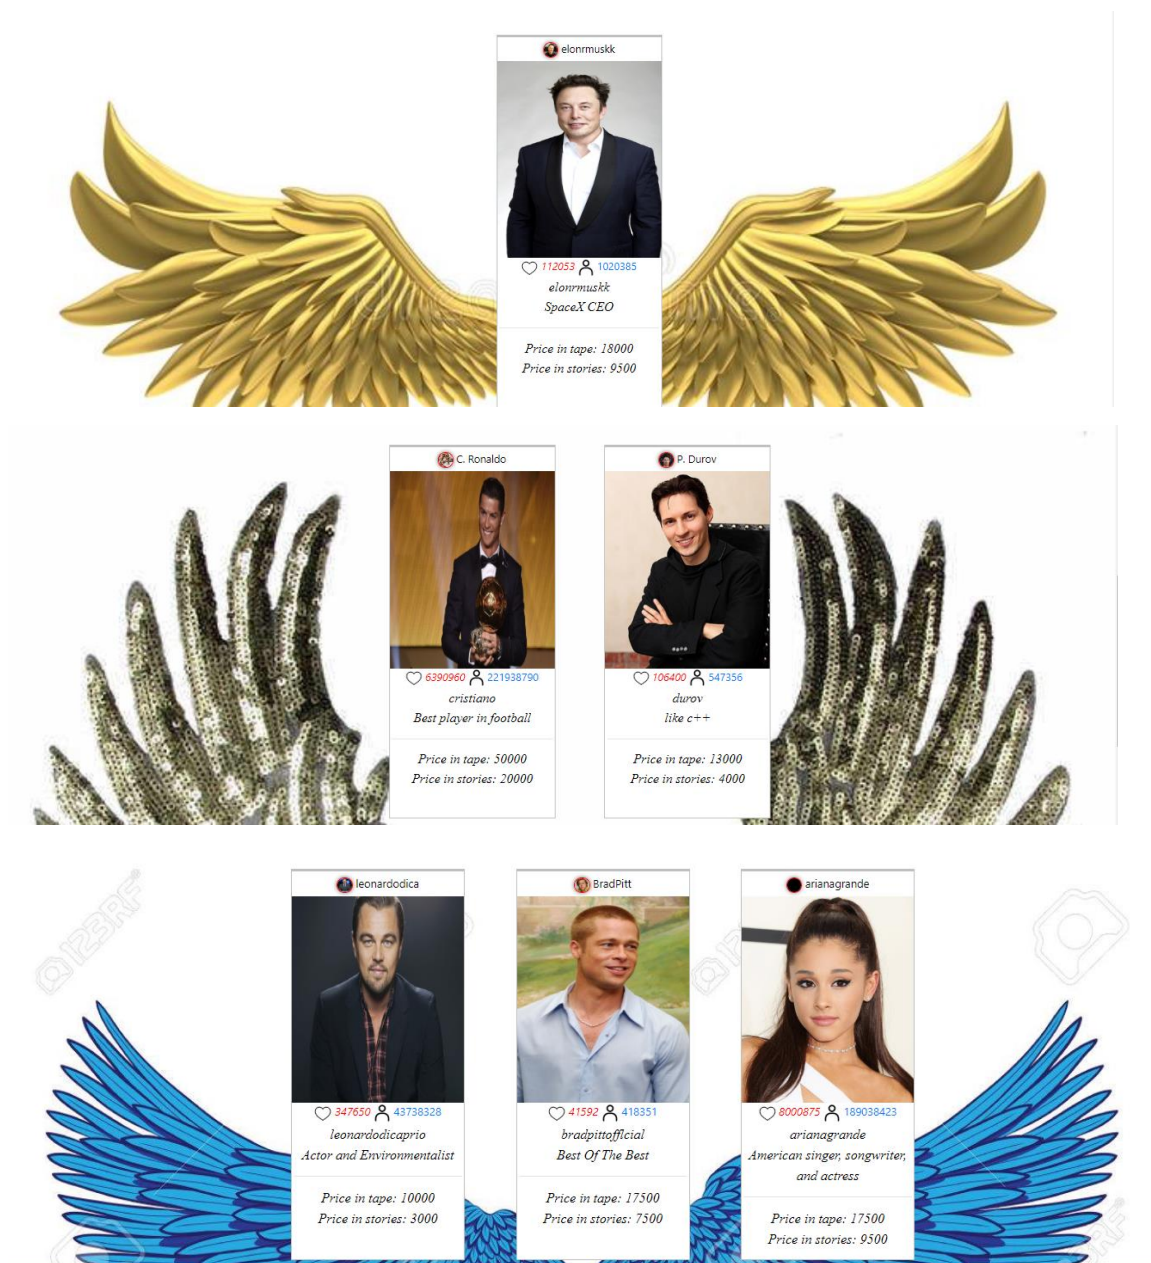 elonrmuskk
112053 1020385
elonrmuskk
SpaceX CEO
Price in tape: 18000
Price in stories: 9500
C. Ronaldo
6390960 221938790
cristiano
Best player in football
Price in tape: 50000
Price in stories: 20000
P. Durov
106400 547356
durov
like c++
Price in tape: 13000
Price in stories: 4000
leonardodica
347650 43738328
leonardodicaprio
Actor and Environmentalist
Price in tape: 10000
Price in stories: 3000
BradPitt
41592 418351
bradpittofflcial
Best Of The Best
Price in tape: 17500
Price in stories: 7500
arianagrande
8000875 189038423
arianagrande
American singer, songwriter,
and actress
Price in tape: 17500
Price in stories: 9500
123RF